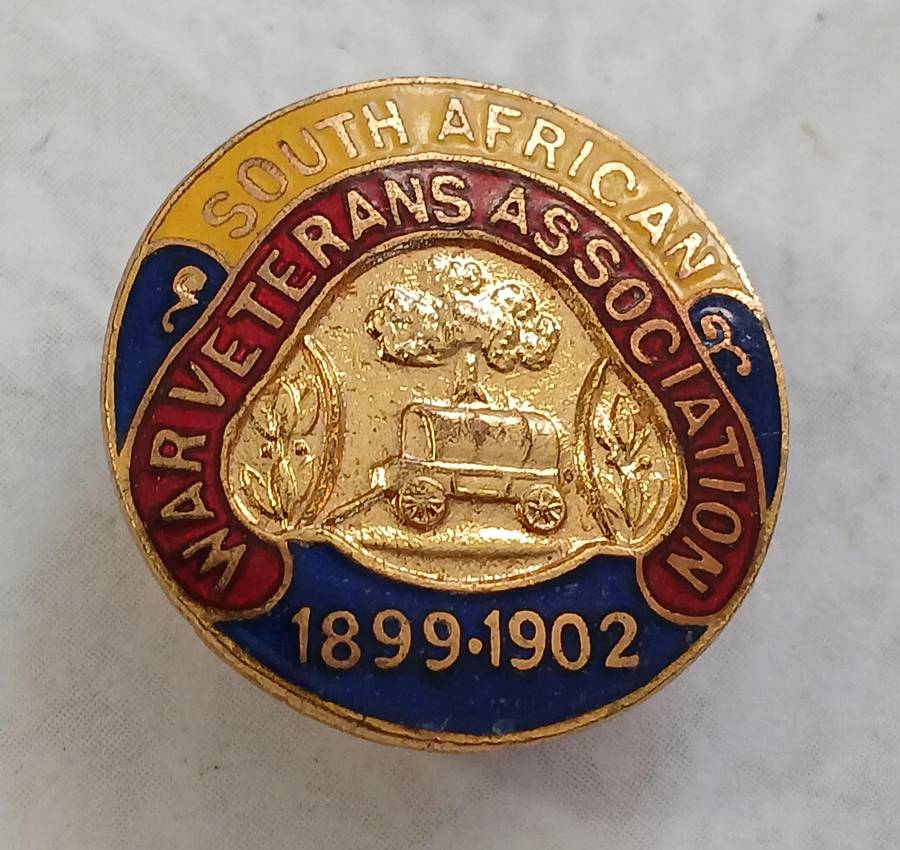 SOUTH AFRICAN
WAR VETERANS ASSOCIATION
1899·1902